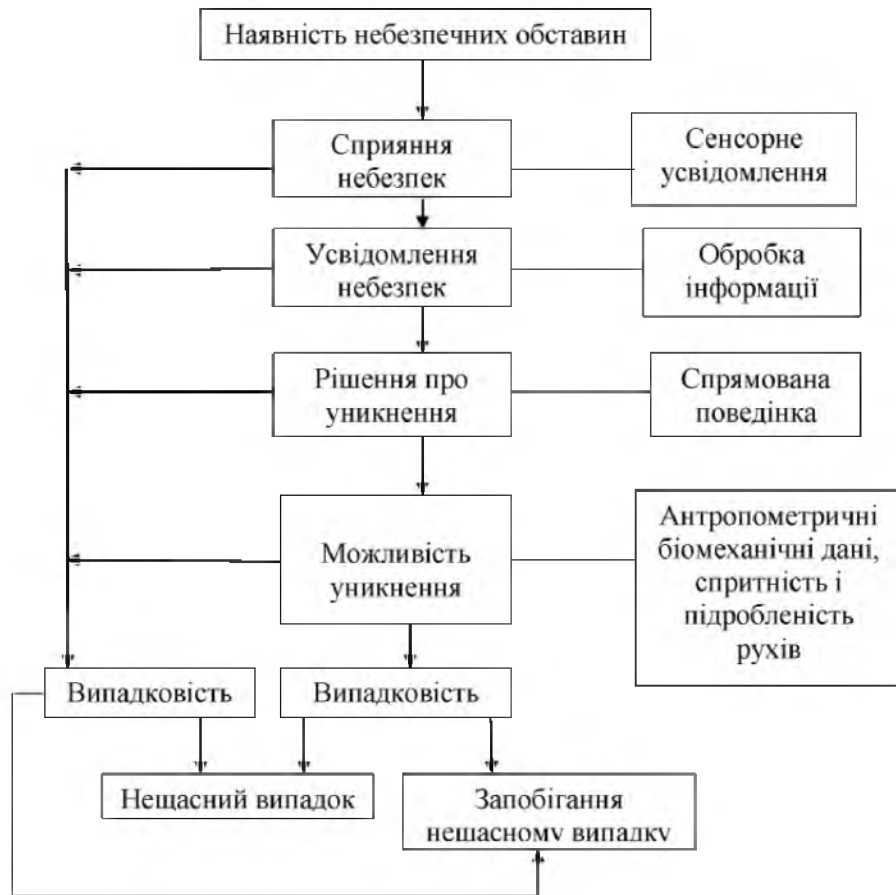 Наявність небезпечних обставин
Сприяння
небезпек
Сенсорне
усвідомлення
Усвідомлення
небезпек
Обробка
інформації
Рішення про
уникнення
Спрямована
поведінка
Можливість
уникнення
Антропометричні
біомеханічні дані,
спритність і
підробленість
рухів
Випадковість
Випадковість
Нещасний випадок
Запобігання
нещасному випадку